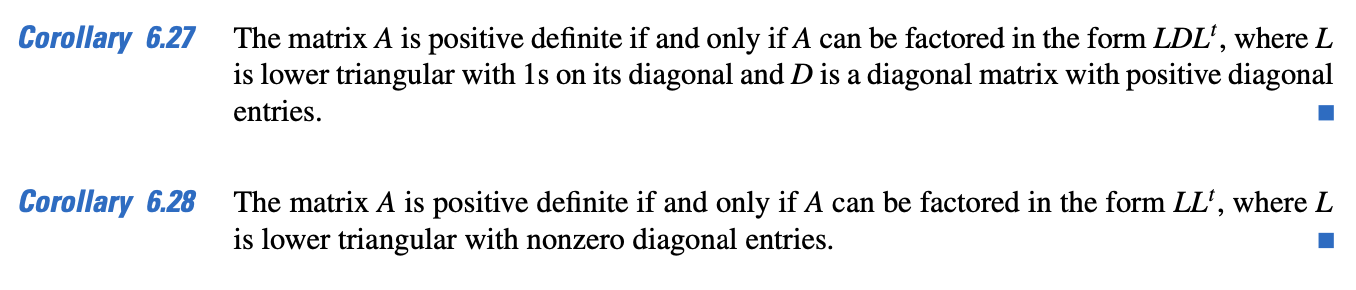 Corollary 6.27 The matrix A is positive definite if and only if A can be factored in the form LDLᵗ, where L
is lower triangular with 1s on its diagonal and D is a diagonal matrix with positive diagonal
entries. ■
Corollary 6.28 The matrix A is positive definite if and only if A can be factored in the form LLᵗ, where L
is lower triangular with nonzero diagonal entries. ■